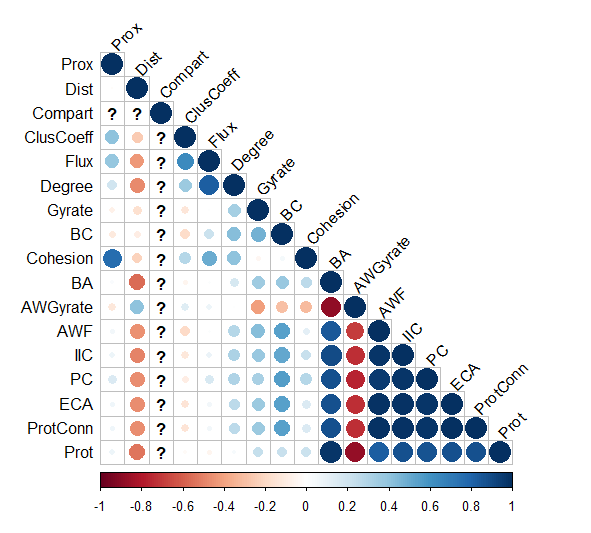 Prox
Prox
Dist
Dist
Compart ? ?
Compart
ClusCoeff ?
ClusCoeff
Flux ?
Flux
Degree ?
Degree
Gyrate ?
Gyrate
BC ?
BC
Cohesion ?
Cohesion
BA ?
BA
AWGyrate ?
AWGyrate
AWF ?
AWF
IIC ?
IIC
PC ?
PC
ECA ?
ECA
ProtConn ?
ProtConn
Prot ?
Prot
-1 -0.8 -0.6 -0.4 -0.2 0 0.2 0.4 0.6 0.8 1